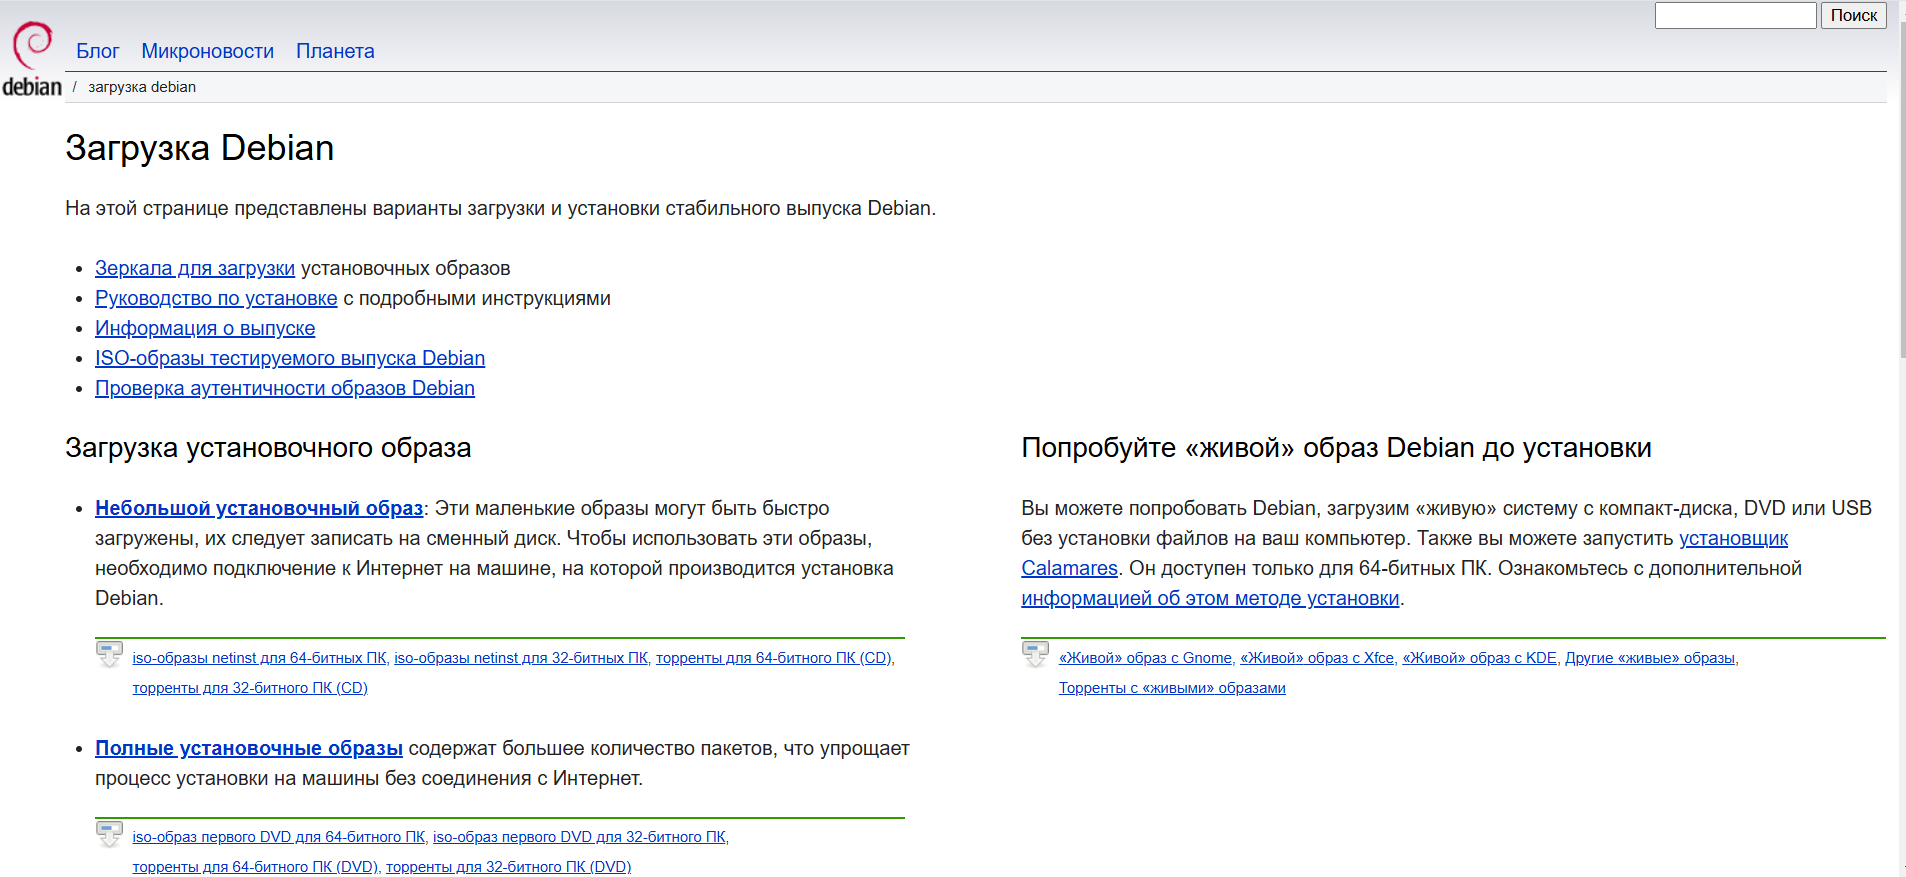 Поиск
Блог Микроновости Планета
debian / загрузка debian
Загрузка Debian
На этой странице представлены варианты загрузки и установки стабильного выпуска Debian.
Зеркала для загрузки установочных образов
Руководство по установке с подробными инструкциями
Информация о выпуске
ISO-образы тестируемого выпуска Debian
Проверка аутентичности образов Debian
Загрузка установочного образа
Небольшой установочный образ: Эти маленькие образы могут быть быстро
загружены, их следует записать на сменный диск. Чтобы использовать эти образы,
необходимо подключение к Интернет на машине, на которой производится установка
Debian.
iso-образы netinst для 64-битных ПК, iso-образы netinst для 32-битных ПК, торренты для 64-битного ПК (CD),
торренты для 32-битного ПК (CD)
Полные установочные образы содержат большее количество пакетов, что упрощает
процесс установки на машины без соединения с Интернет.
iso-образ первого DVD для 64-битного ПК, iso-образ первого DVD для 32-битного ПК,
торренты для 64-битного ПК (DVD), торренты для 32-битного ПК (DVD)
Попробуйте «живой» образ Debian до установки
Вы можете попробовать Debian, загрузим «живую» систему с компакт-диска, DVD или USB
без установки файлов на ваш компьютер. Также вы можете запустить установщик
Calamares. Он доступен только для 64-битных ПК. Ознакомьтесь с дополнительной
информацией об этом методе установки.
«Живой» образ с Gnome, «Живой» образ с Xfce, «Живой» образ с KDE, Другие «живые» образы,
Торренты с «живыми» образами